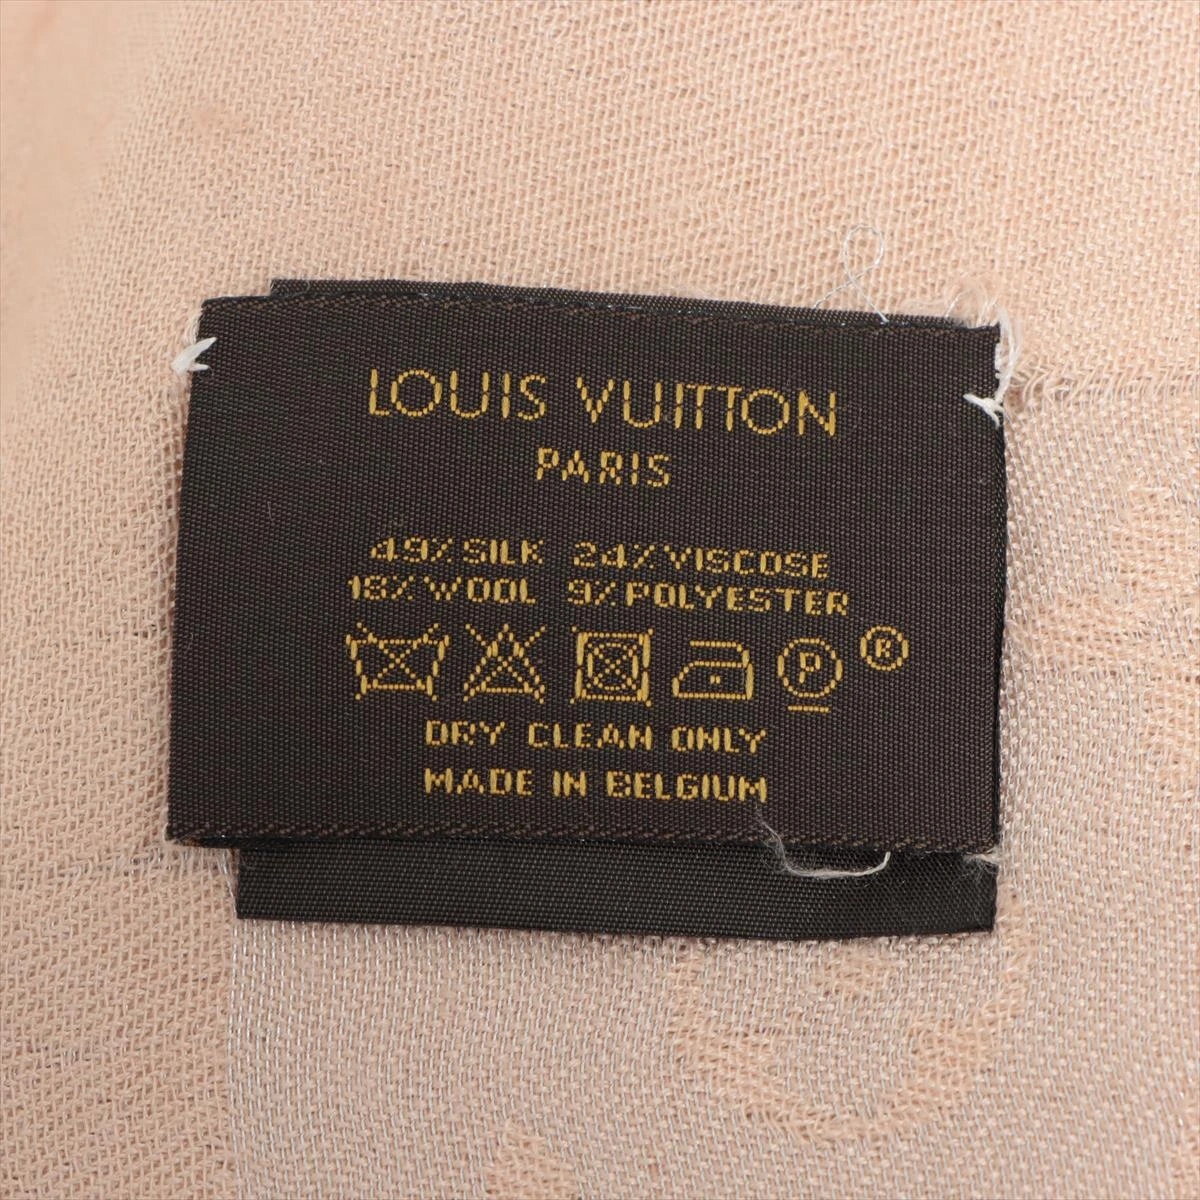 LOUIS VUITTON
PARIS
49% SILK 24% VISCOSE
18% WOOL 9% POLYESTER
P ®
DRY CLEAN ONLY
MADE IN BELGIUM